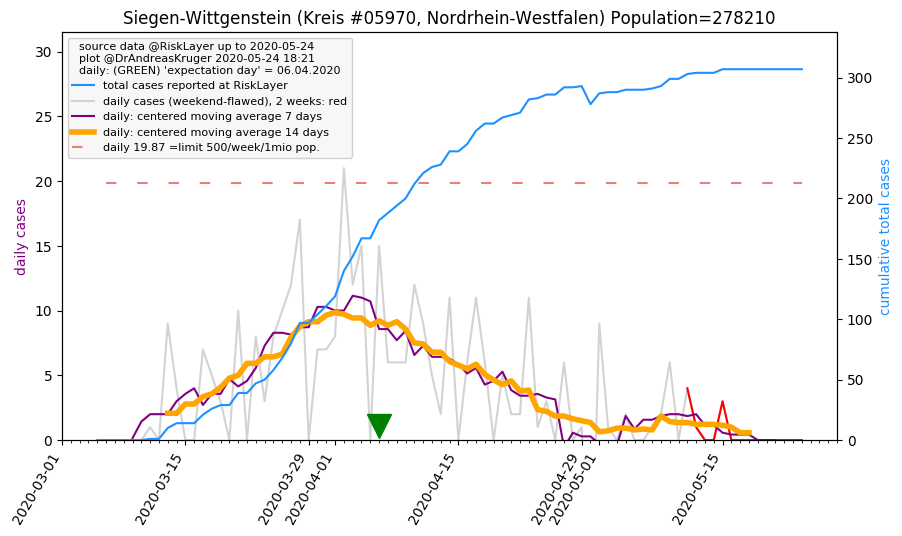 Siegen-Wittgenstein (Kreis #05970, Nordrhein-Westfalen) Population=278210
source data @RiskLayer up to 2020-05-24
plot @DrAndreasKruger 2020-05-24 18:21
daily: (GREEN) 'expectation day' = 06.04.2020
total cases reported at RiskLayer
daily cases (weekend-flawed), 2 weeks: red
daily: centered moving average 7 days
daily: centered moving average 14 days
daily 19.87 =limit 500/week/1mio pop.
daily cases
30
25
20
15
10
5
0
cumulative total cases
300
250
200
150
100
50
0
2020-03-01
2020-03-15
2020-03-29
2020-04-01
2020-04-15
2020-04-29
2020-05-01
2020-05-15